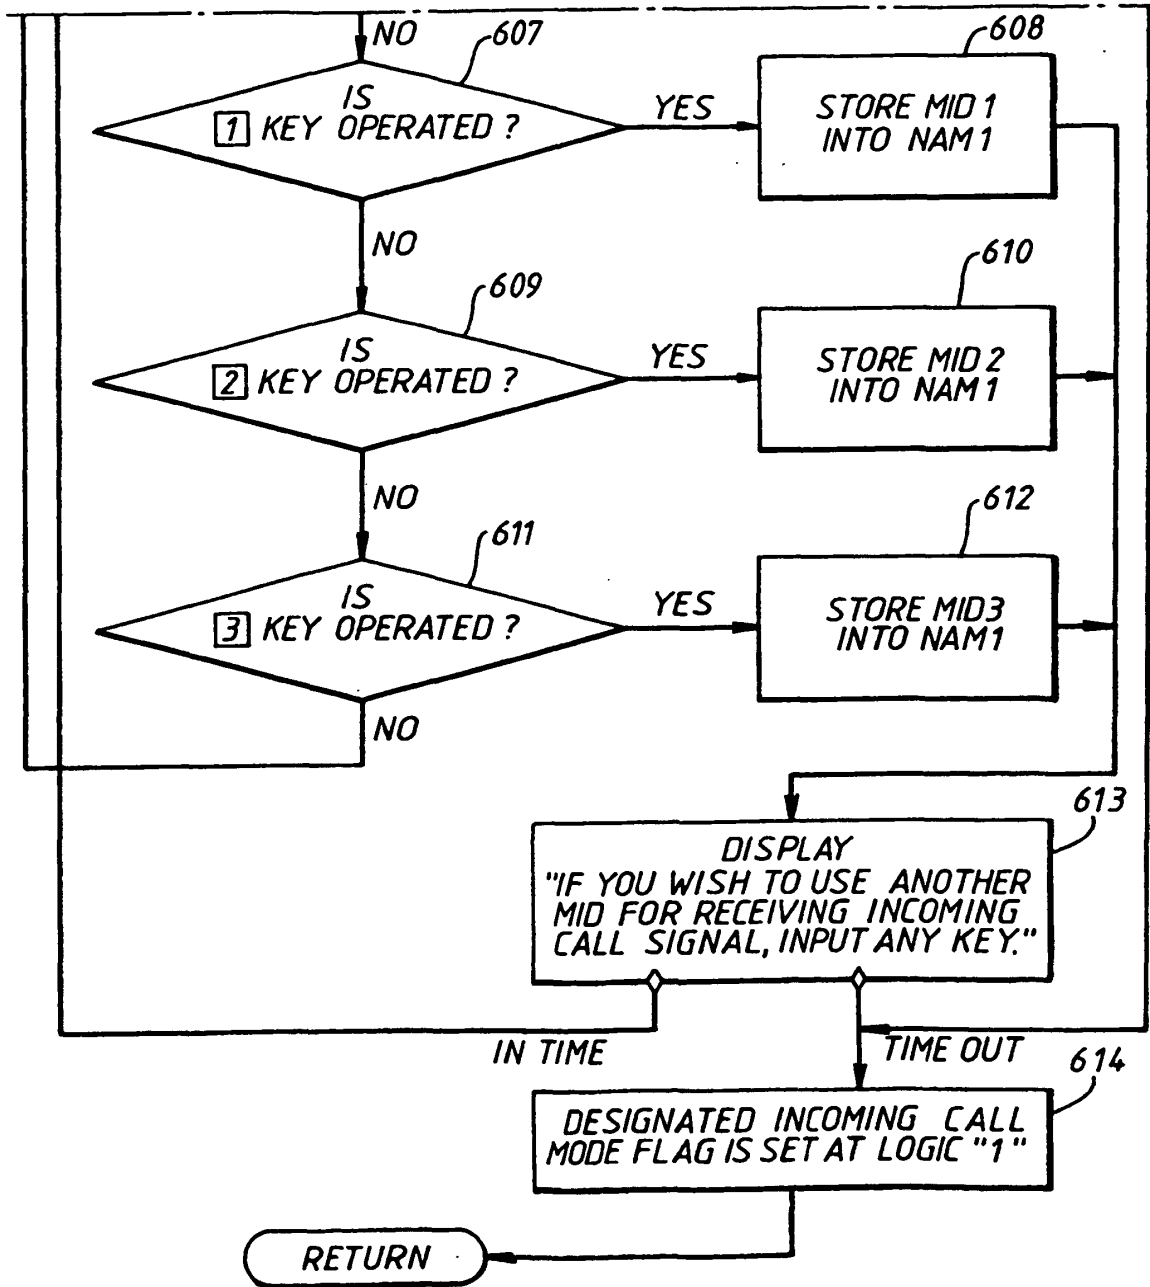 NO
607
608
IS
1 KEY OPERATED ?
YES
STORE MID 1
INTO NAM 1
NO
609
610
IS
2 KEY OPERATED ?
YES
STORE MID 2
INTO NAM 1
NO
611
612
IS
3 KEY OPERATED ?
YES
STORE MID3
INTO NAM 1
NO
613
DISPLAY
"IF YOU WISH TO USE ANOTHER
MID FOR RECEIVING INCOMING
CALL SIGNAL, INPUT ANY KEY."
IN TIME
TIME OUT
614
DESIGNATED INCOMING CALL
MODE FLAG IS SET AT LOGIC "1"
RETURN